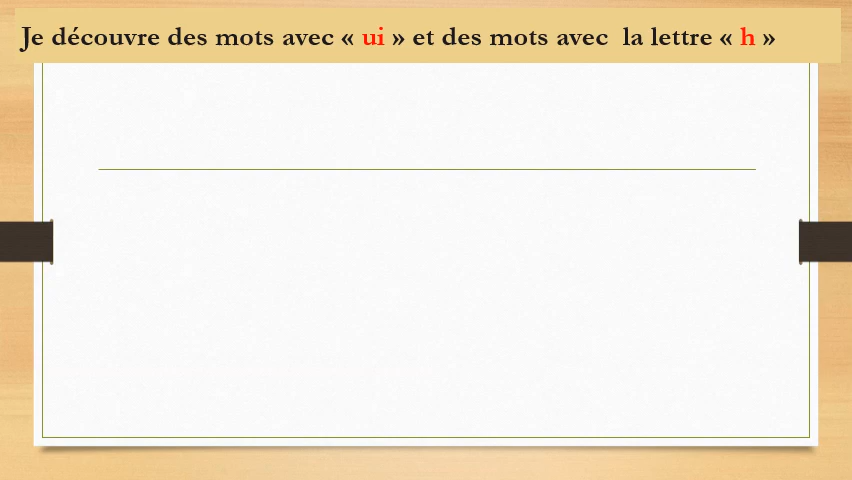 Je découvre des mots avec « ui » et des mots avec  la lettre « h »